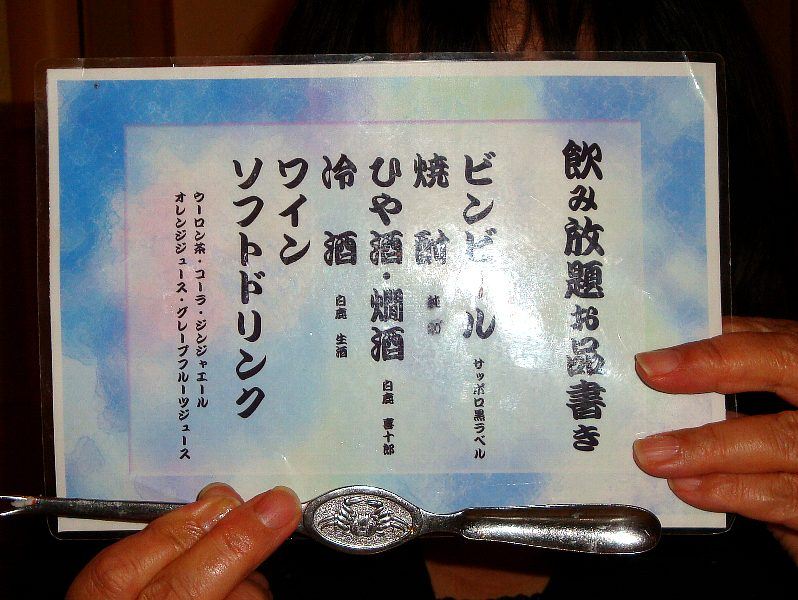 飲み放題お品書き
ビンビール サッポロ黒ラベル
焼酎 純
ひや酒・燗酒 白鹿 喜十郎
冷酒 白鹿 生酒
ワイン
ソフトドリンク
ウーロン茶・コーラ・ジンジャエール
オレンジジュース・グレープフルーツジュース